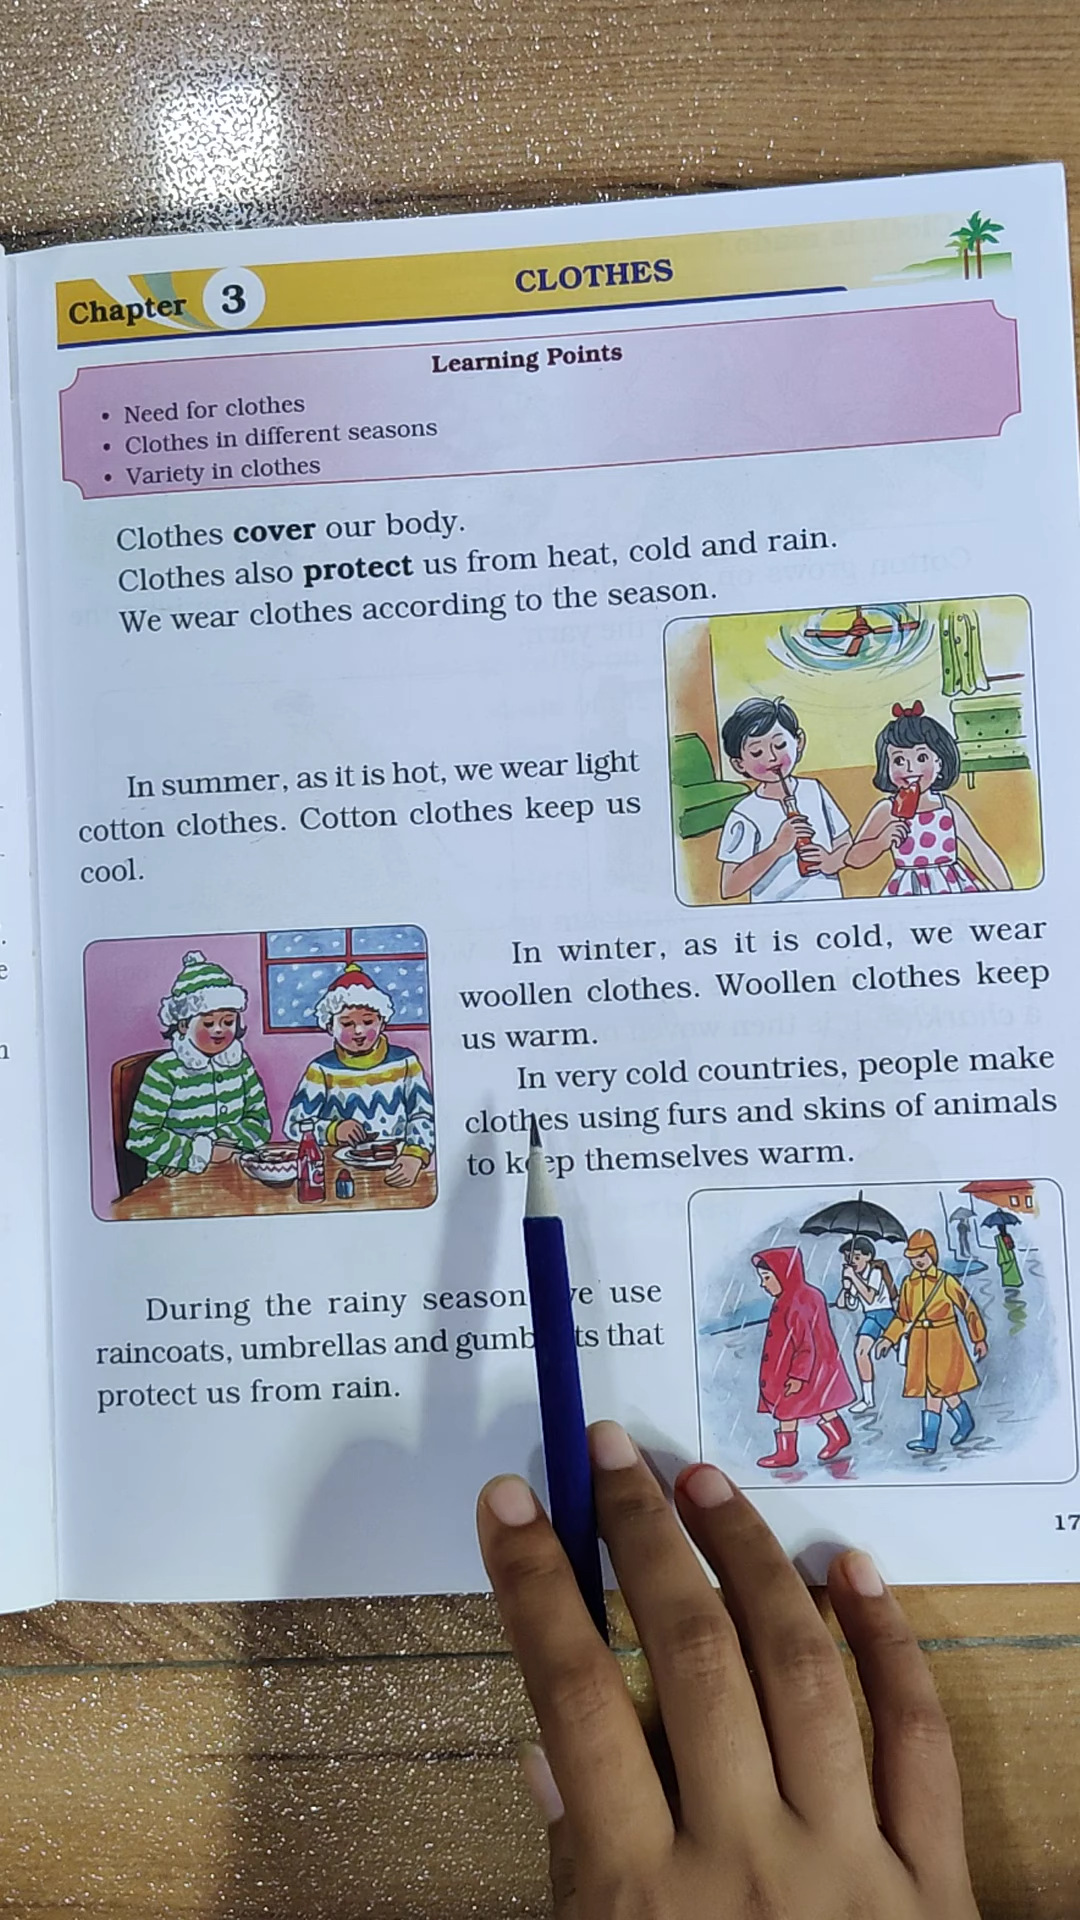 Chapter 3
CLOTHES
Learning Points
• Need for clothes
• Clothes in different seasons
• Variety in clothes
Clothes cover our body.
Clothes also protect us from heat, cold and rain.
We wear clothes according to the season.
In summer, as it is hot, we wear light
cotton clothes. Cotton clothes keep us
cool.
In winter, as it is cold, we wear
woollen clothes. Woollen clothes keep
us warm.
In very cold countries, people make
clothes using furs and skins of animals
to keep themselves warm.
During the rainy season use
raincoats, umbrellas and that
protect us from rain.
17